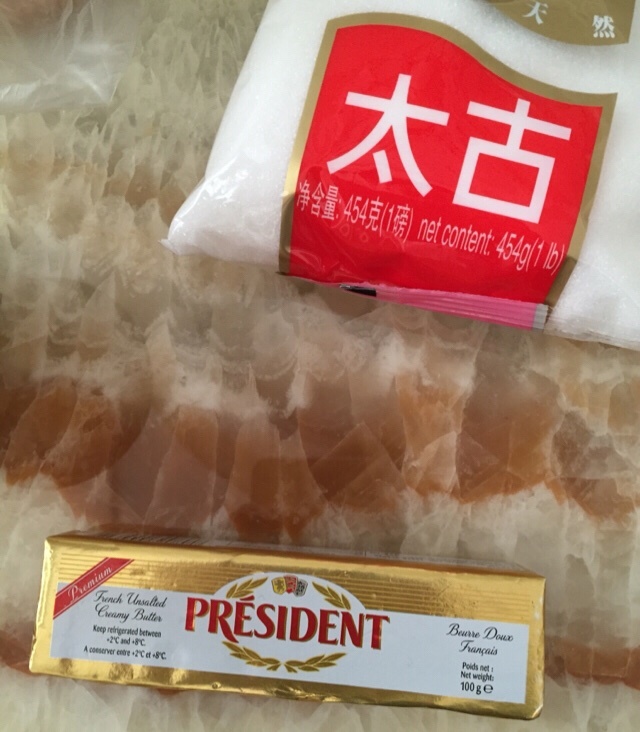 天 然
太古
净含量: 454克(1磅) net content: 454g(1 lb)
Premium
French Unsalted
Creamy Butter
Keep refrigerated between
+2°C and +8°C.
A conserver entre +2°C et +8°C.
PRÉSIDENT
Beurre Doux
Français
Poids net :
Net weight:
100 g ℮